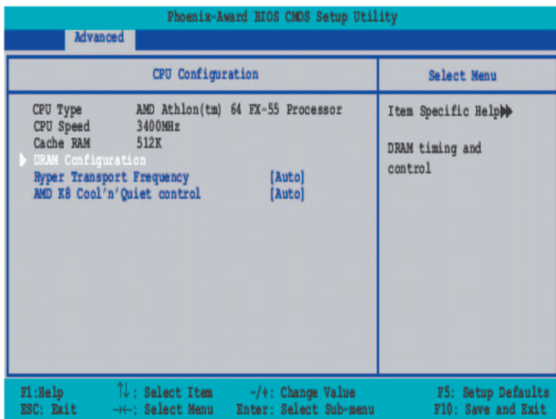 Phoenix-Award BIOS CMOS Setup Utility
Advanced
CPU Configuration
Select Menu
CPU Type AMD Athlon(tm) 64 FX-55 Processor
CPU Speed 3400MHz
Cache RAM 512K
DRAM Configuration
Hyper Transport Frequency [Auto]
AMD K8 Cool'n'Quiet control [Auto]
Item Specific Help
DRAM timing and
control
F1:Help ↑↓: Select Item -/+: Change Value F5: Setup Defaults
ESC: Exit →←: Select Menu Enter: Select Sub-menu F10: Save and Exit